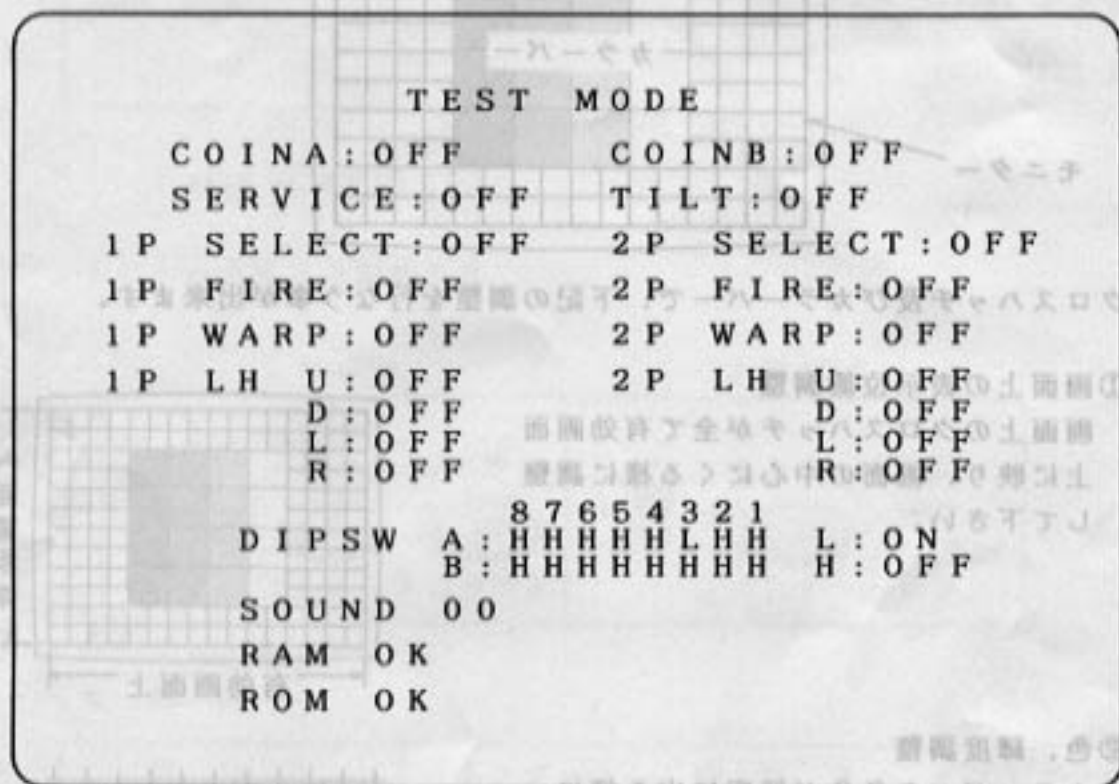 TEST MODE
COINA:OFF COINB:OFF
SERVICE:OFF TILT:OFF
1P SELECT:OFF 2P SELECT:OFF
1P FIRE:OFF 2P FIRE:OFF
1P WARP:OFF 2P WARP:OFF
1P LH U:OFF 2P LH U:OFF
D:OFF D:OFF
L:OFF L:OFF
R:OFF R:OFF
87654321
DIPSW A:HHHHHLHH L:ON
B:HHHHHHHH H:OFF
SOUND 00
RAM OK
ROM OK